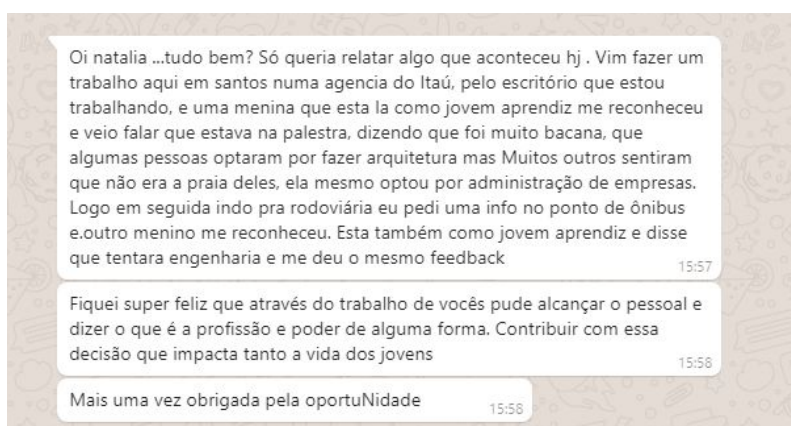 Oi natalia ...tudo bem? Só queria relatar algo que aconteceu hj . Vim fazer um
trabalho aqui em santos numa agencia do Itaú, pelo escritório que estou
trabalhando, e uma menina que esta la como jovem aprendiz me reconheceu
e veio falar que estava na palestra, dizendo que foi muito bacana, que
algumas pessoas optaram por fazer arquitetura mas Muitos outros sentiram
que não era a praia deles, ela mesmo optou por administração de empresas.
Logo em seguida indo pra rodoviária eu pedi uma info no ponto de ônibus
e.outro menino me reconheceu. Esta também como jovem aprendiz e disse
que tentara engenharia e me deu o mesmo feedback
15:57
Fiquei super feliz que através do trabalho de vocês pude alcançar o pessoal e
dizer o que é a profissão e poder de alguma forma. Contribuir com essa
decisão que impacta tanto a vida dos jovens
15:58
Mais uma vez obrigada pela oportuNidade
15:58